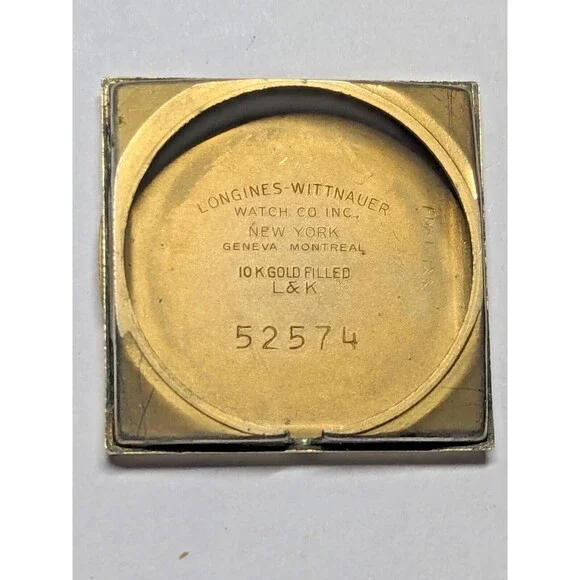 LONGINES-WITTNAUER
WATCH CO INC.,
NEW YORK
GENEVA MONTREAL
10K GOLD FILLED
L&K
52574